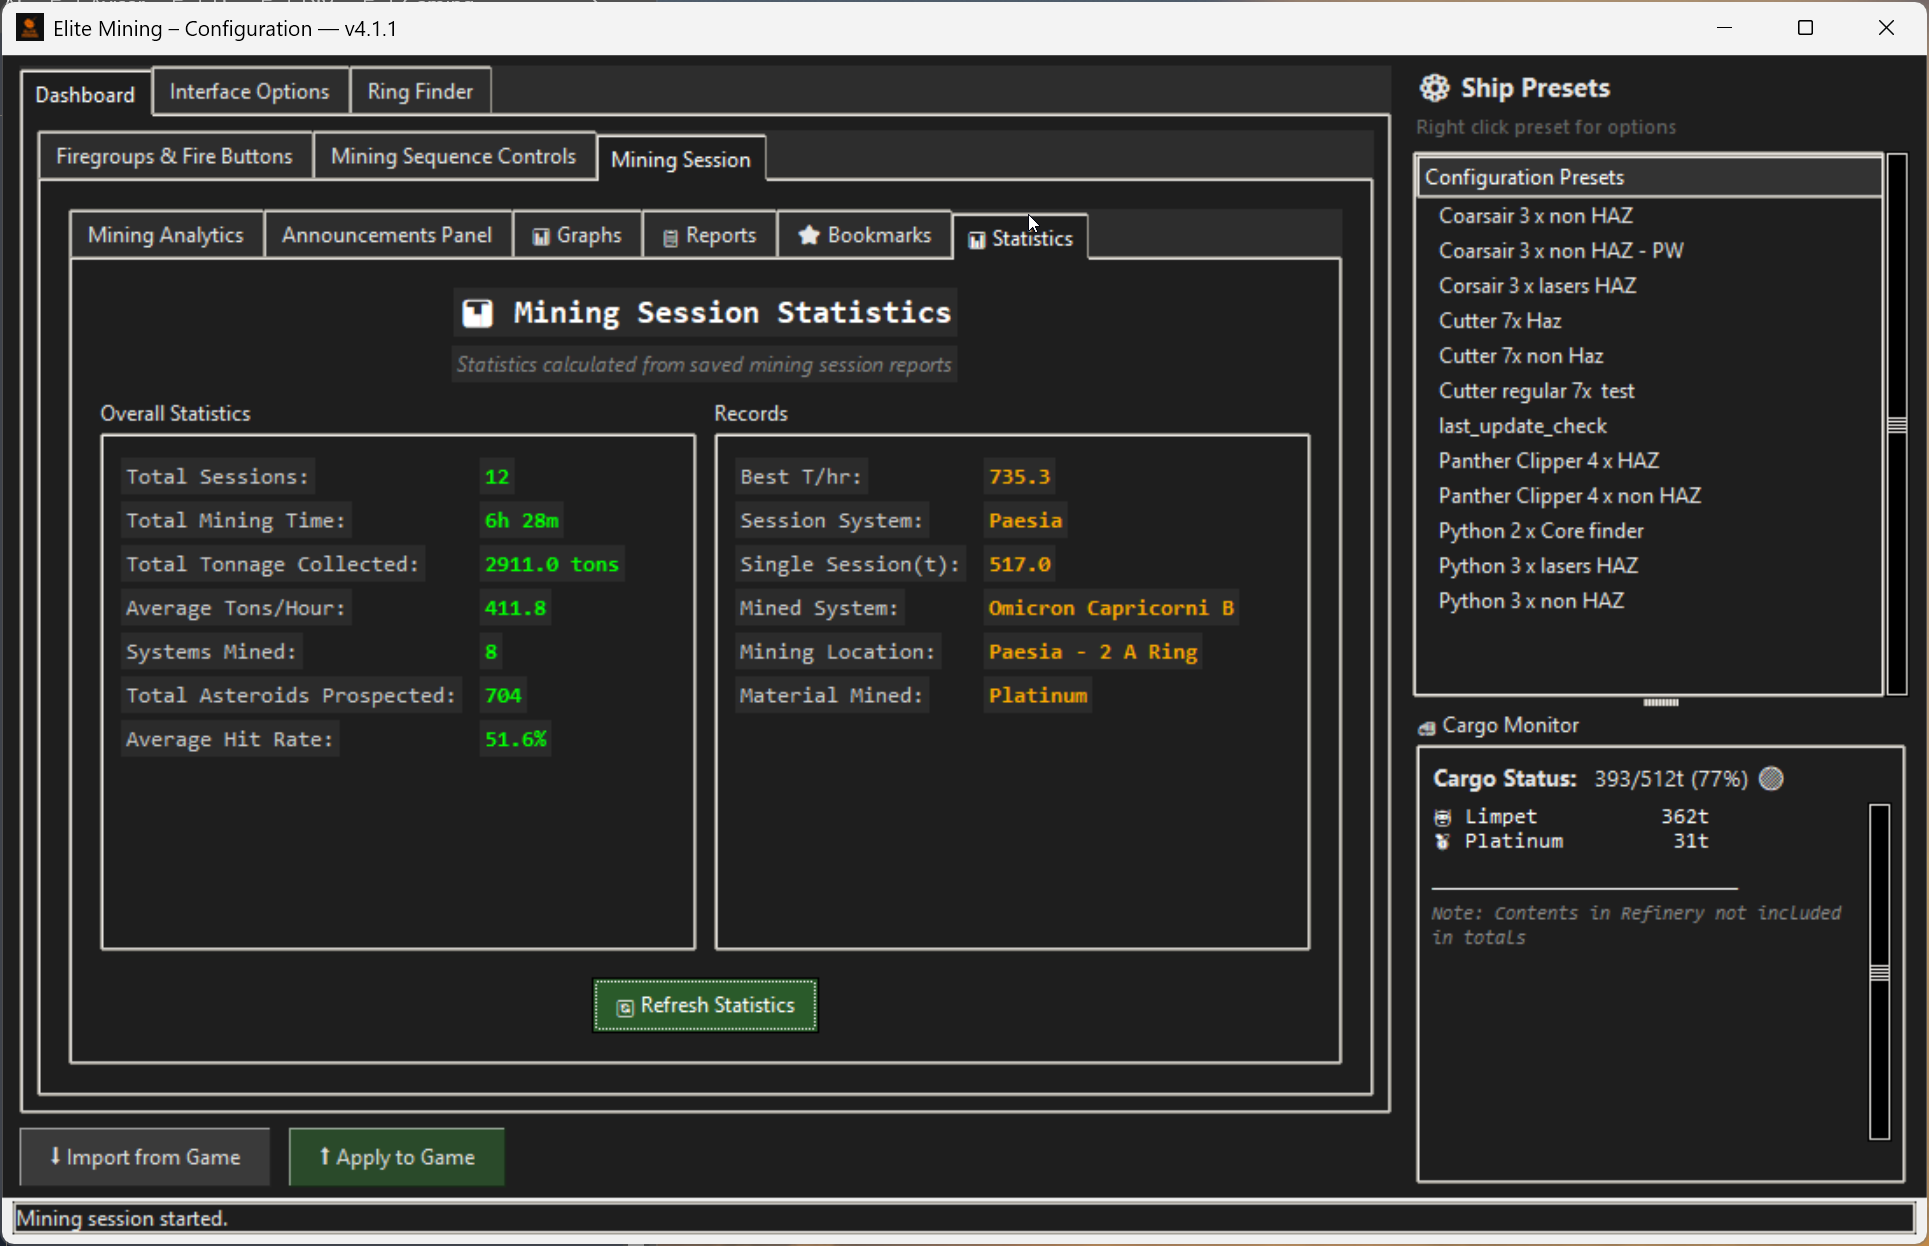 Elite Mining – Configuration — v4.1.1
Dashboard
Interface Options
Ring Finder
Firegroups & Fire Buttons
Mining Sequence Controls
Mining Session
Mining Analytics
Announcements Panel
Graphs
Reports
Bookmarks
Statistics
Mining Session Statistics
Statistics calculated from saved mining session reports
Overall Statistics
Total Sessions: 12
Total Mining Time: 6h 28m
Total Tonnage Collected: 2911.0 tons
Average Tons/Hour: 411.8
Systems Mined: 8
Total Asteroids Prospected: 704
Average Hit Rate: 51.6%
Records
Best T/hr: 735.3
Session System: Paesia
Single Session(t): 517.0
Mined System: Omicron Capricorni B
Mining Location: Paesia - 2 A Ring
Material Mined: Platinum
Refresh Statistics
Import from Game
Apply to Game
Ship Presets
Right click preset for options
Configuration Presets
Coarsair 3 x non HAZ
Coarsair 3 x non HAZ - PW
Corsair 3 x lasers HAZ
Cutter 7x Haz
Cutter 7x non Haz
Cutter regular 7x  test
last_update_check
Panther Clipper 4 x HAZ
Panther Clipper 4 x non HAZ
Python 2 x Core finder
Python 3 x lasers HAZ
Python 3 x non HAZ
Cargo Monitor
Cargo Status: 393/512t (77%)
Limpet 362t
Platinum 31t
Note: Contents in Refinery not included
in totals
Mining session started.